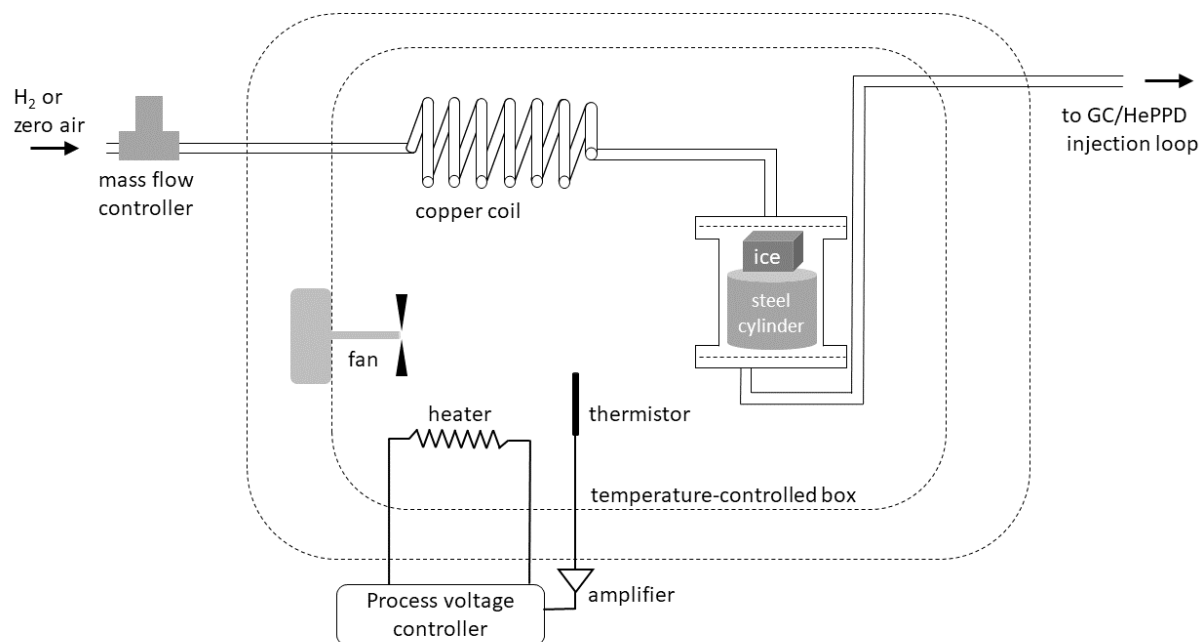 H₂ or
zero air
mass flow
controller
copper coil
to GC/HePPD
injection loop
ice
steel
cylinder
fan
heater
thermistor
temperature-controlled box
amplifier
Process voltage
controller